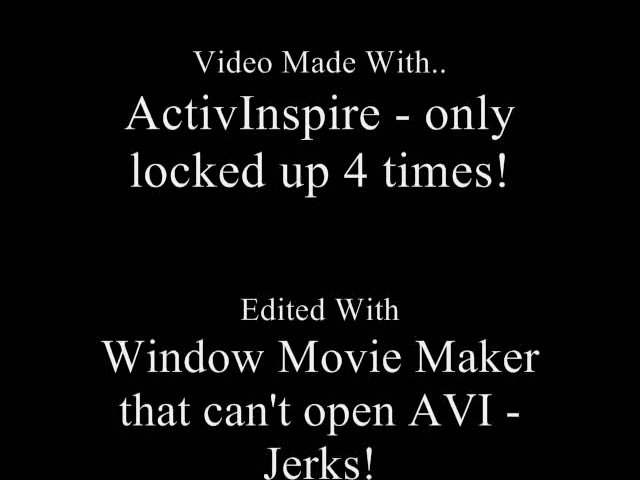 Video Made With..
ActivInspire - only
locked up 4 times!
Edited With
Window Movie Maker
that can't open AVI -
Jerks!